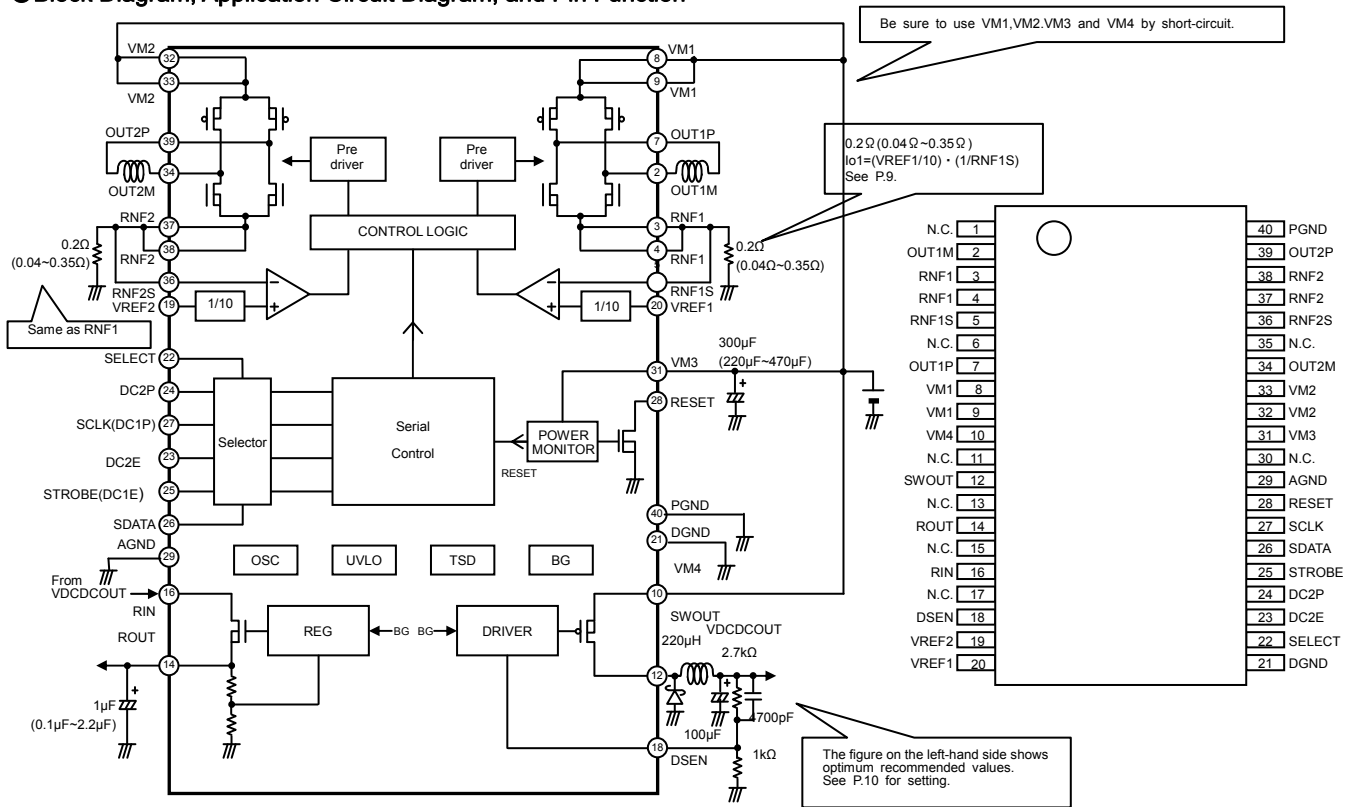 ●Block Diagram, Application Circuit Diagram, and Pin Function
Be sure to use VM1,VM2.VM3 and VM4 by short-circuit.
VM2
32
33
VM2
OUT2P
39
34
OUT2M
RNF2
37
38
RNF2
0.2Ω
(0.04~0.35Ω)
36
RNF2S
VREF2
19
1/10
Same as RNF1
Pre
driver
Pre
driver
CONTROL LOGIC
VM1
8
9
VM1
OUT1P
7
2
OUT1M
RNF1
3
4
RNF1
0.2Ω
(0.04Ω~0.35Ω)
RNF1S
20
VREF1
1/10
0.2Ω(0.04Ω~0.35Ω)
Io1=(VREF1/10)・(1/RNF1S)
See P.9.
SELECT
22
DC2P
24
SCLK(DC1P)
27
DC2E
23
STROBE(DC1E)
25
SDATA
26
AGND
29
Selector
Serial
Control
RESET
POWER
MONITOR
31
VM3
300µF
(220µF~470µF)
28
RESET
40
PGND
21
DGND
OSC
UVLO
TSD
BG
VM4
10
From
VDCDCOUT
16
RIN
ROUT
14
1µF
(0.1µF~2.2µF)
REG
BG
BG
DRIVER
SWOUT
220µH
VDCDCOUT
2.7kΩ
12
4700pF
100µF
18
DSEN
1kΩ
The figure on the left-hand side shows
optimum recommended values.
See P.10 for setting.
N.C. 1
OUT1M 2
RNF1 3
RNF1 4
RNF1S 5
N.C. 6
OUT1P 7
VM1 8
VM1 9
VM4 10
N.C. 11
SWOUT 12
N.C. 13
ROUT 14
N.C. 15
RIN 16
N.C. 17
DSEN 18
VREF2 19
VREF1 20
40 PGND
39 OUT2P
38 RNF2
37 RNF2
36 RNF2S
35 N.C.
34 OUT2M
33 VM2
32 VM2
31 VM3
30 N.C.
29 AGND
28 RESET
27 SCLK
26 SDATA
25 STROBE
24 DC2P
23 DC2E
22 SELECT
21 DGND